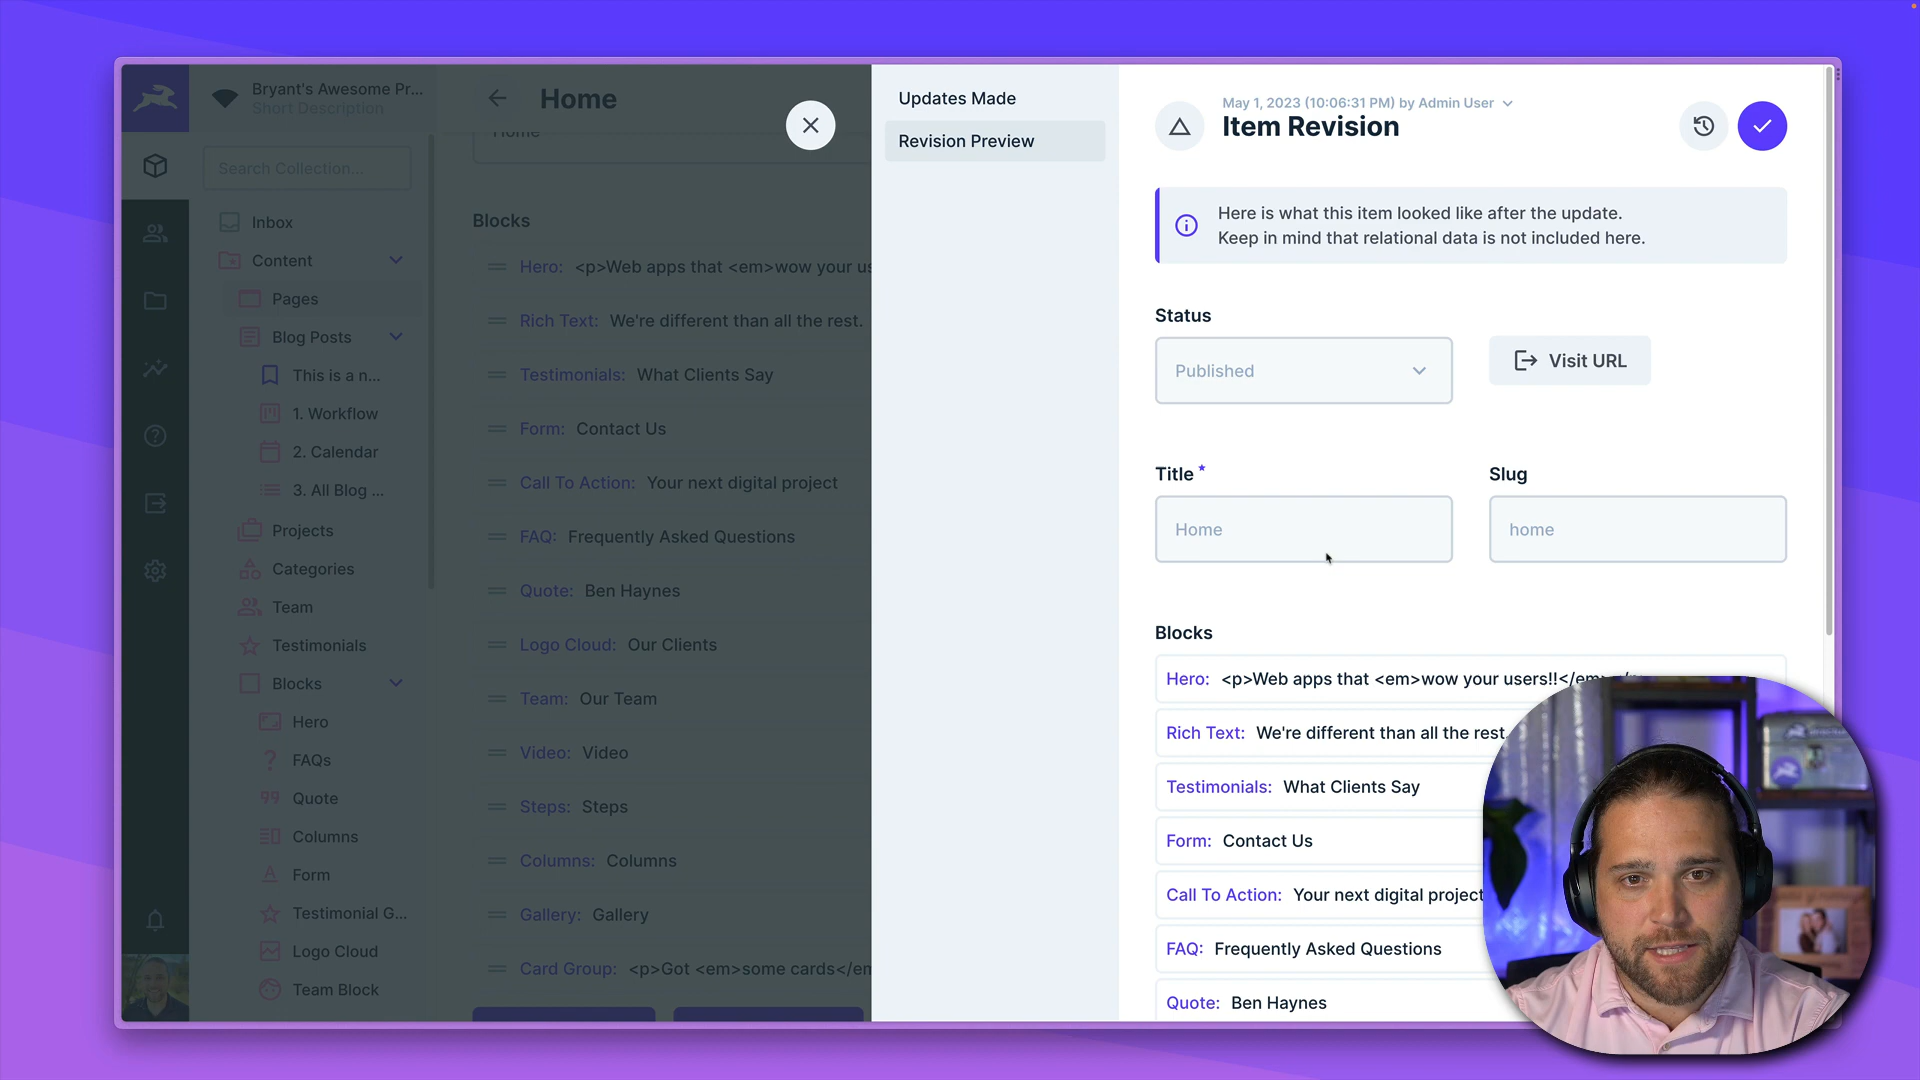 Bryant's Awesome Pr...
Short Description
Search Collection...
Inbox
Content
Pages
Blog Posts
This is a n...
1. Workflow
2. Calendar
3. All Blog ...
Projects
Categories
Team
Testimonials
Blocks
Hero
FAQs
Quote
Columns
Form
Testimonial G...
Logo Cloud
Team Block
Home
Home
Blocks
Hero: <p>Web apps that <em>wow your us
Rich Text: We're different than all the rest.
Testimonials: What Clients Say
Form: Contact Us
Call To Action: Your next digital project
FAQ: Frequently Asked Questions
Quote: Ben Haynes
Logo Cloud: Our Clients
Team: Our Team
Video: Video
Steps: Steps
Columns: Columns
Gallery: Gallery
Card Group: <p>Got <em>some cards</em
Updates Made
Revision Preview
May 1, 2023 (10:06:31 PM) by Admin User
Item Revision
Here is what this item looked like after the update.
Keep in mind that relational data is not included here.
Status
Published
Visit URL
Title *
Slug
Home
home
Blocks
Hero: <p>Web apps that <em>wow your users!!</em>
Rich Text: We're different than all the rest.
Testimonials: What Clients Say
Form: Contact Us
Call To Action: Your next digital project
FAQ: Frequently Asked Questions
Quote: Ben Haynes